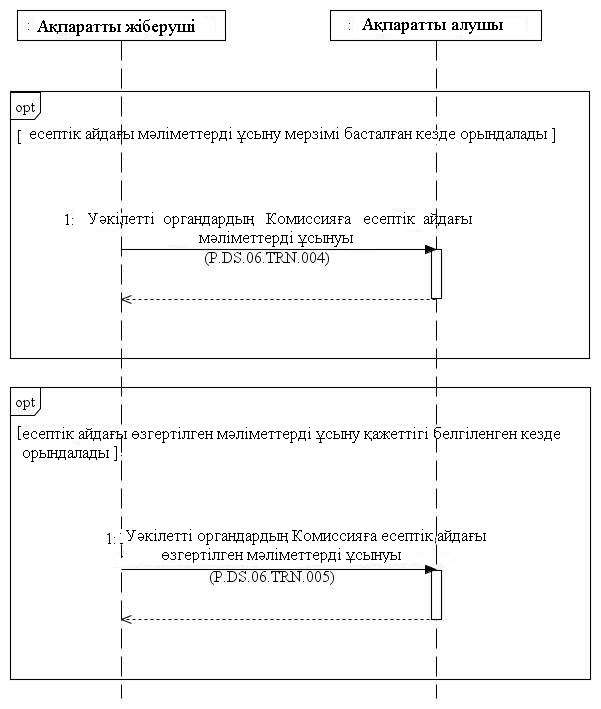 : Ақпаратты жіберуші
: Ақпаратты алушы
opt
[ есептік айдағы мәліметтерді ұсыну мерзімі басталған кезде орындалады ]
1: Уәкілетті органдардың Комиссияға есептік айдағы
мәліметтерді ұсынуы
(P.DS.06.TRN.004)
opt
[есептік айдағы өзгертілген мәліметтерді ұсыну қажеттігі белгіленген кезде
орындалады ]
1: Уәкілетті органдардың Комиссияға есептік айдағы
өзгертілген мәліметтерді ұсынуы
(P.DS.06.TRN.005)